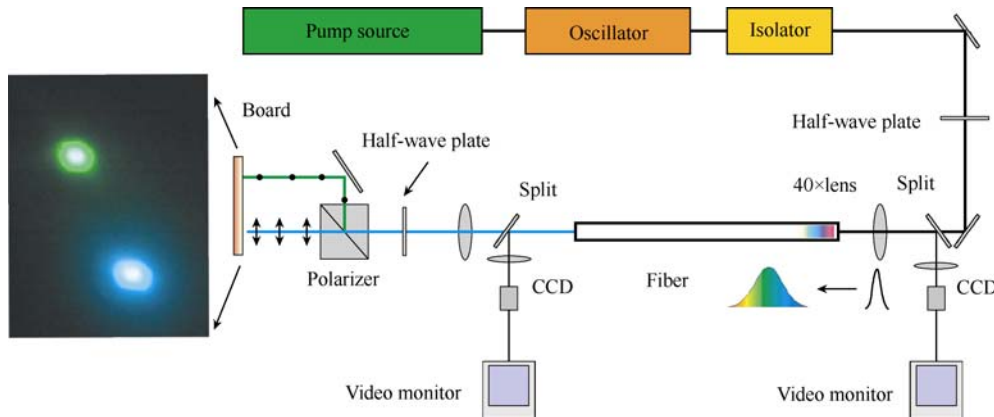 Pump source
Oscillator
Isolator
Board
Half-wave plate
Half-wave plate
40×lens
Split
Split
Polarizer
CCD
Fiber
CCD
Video monitor
Video monitor